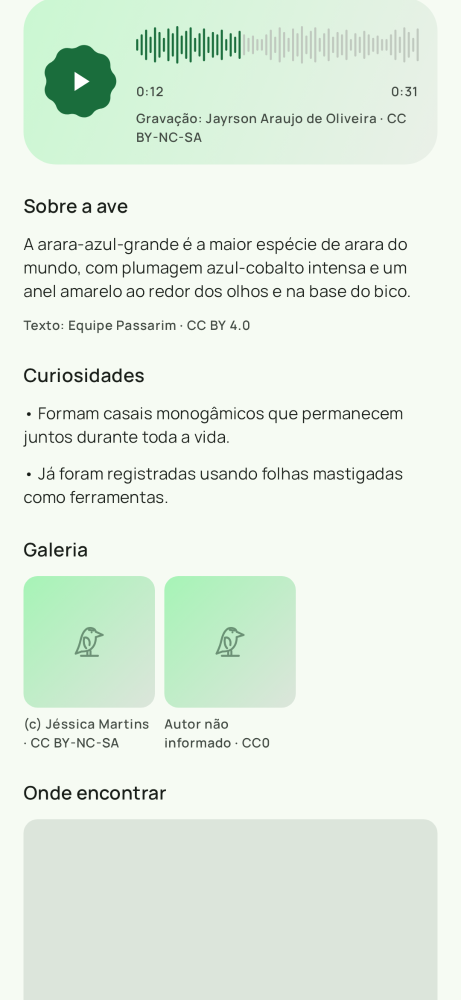 0:12
0:31
Gravação: Jayrson Araujo de Oliveira · CC
BY-NC-SA
Sobre a ave
A arara-azul-grande é a maior espécie de arara do
mundo, com plumagem azul-cobalto intensa e um
anel amarelo ao redor dos olhos e na base do bico.
Texto: Equipe Passarim · CC BY 4.0
Curiosidades
• Formam casais monogâmicos que permanecem
juntos durante toda a vida.
• Já foram registradas usando folhas mastigadas
como ferramentas.
Galeria
(c) Jéssica Martins
· CC BY-NC-SA
Autor não
informado · CC0
Onde encontrar